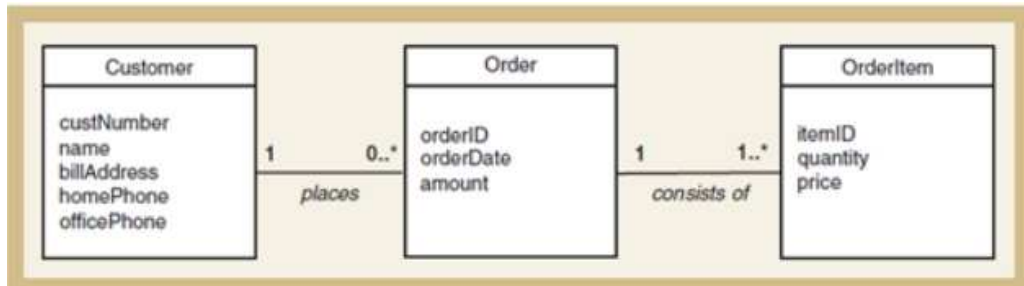 Customer
custNumber
name
billAddress
homePhone
officePhone
1
0..*
places
Order
orderID
orderDate
amount
1
1..*
consists of
OrderItem
itemID
quantity
price